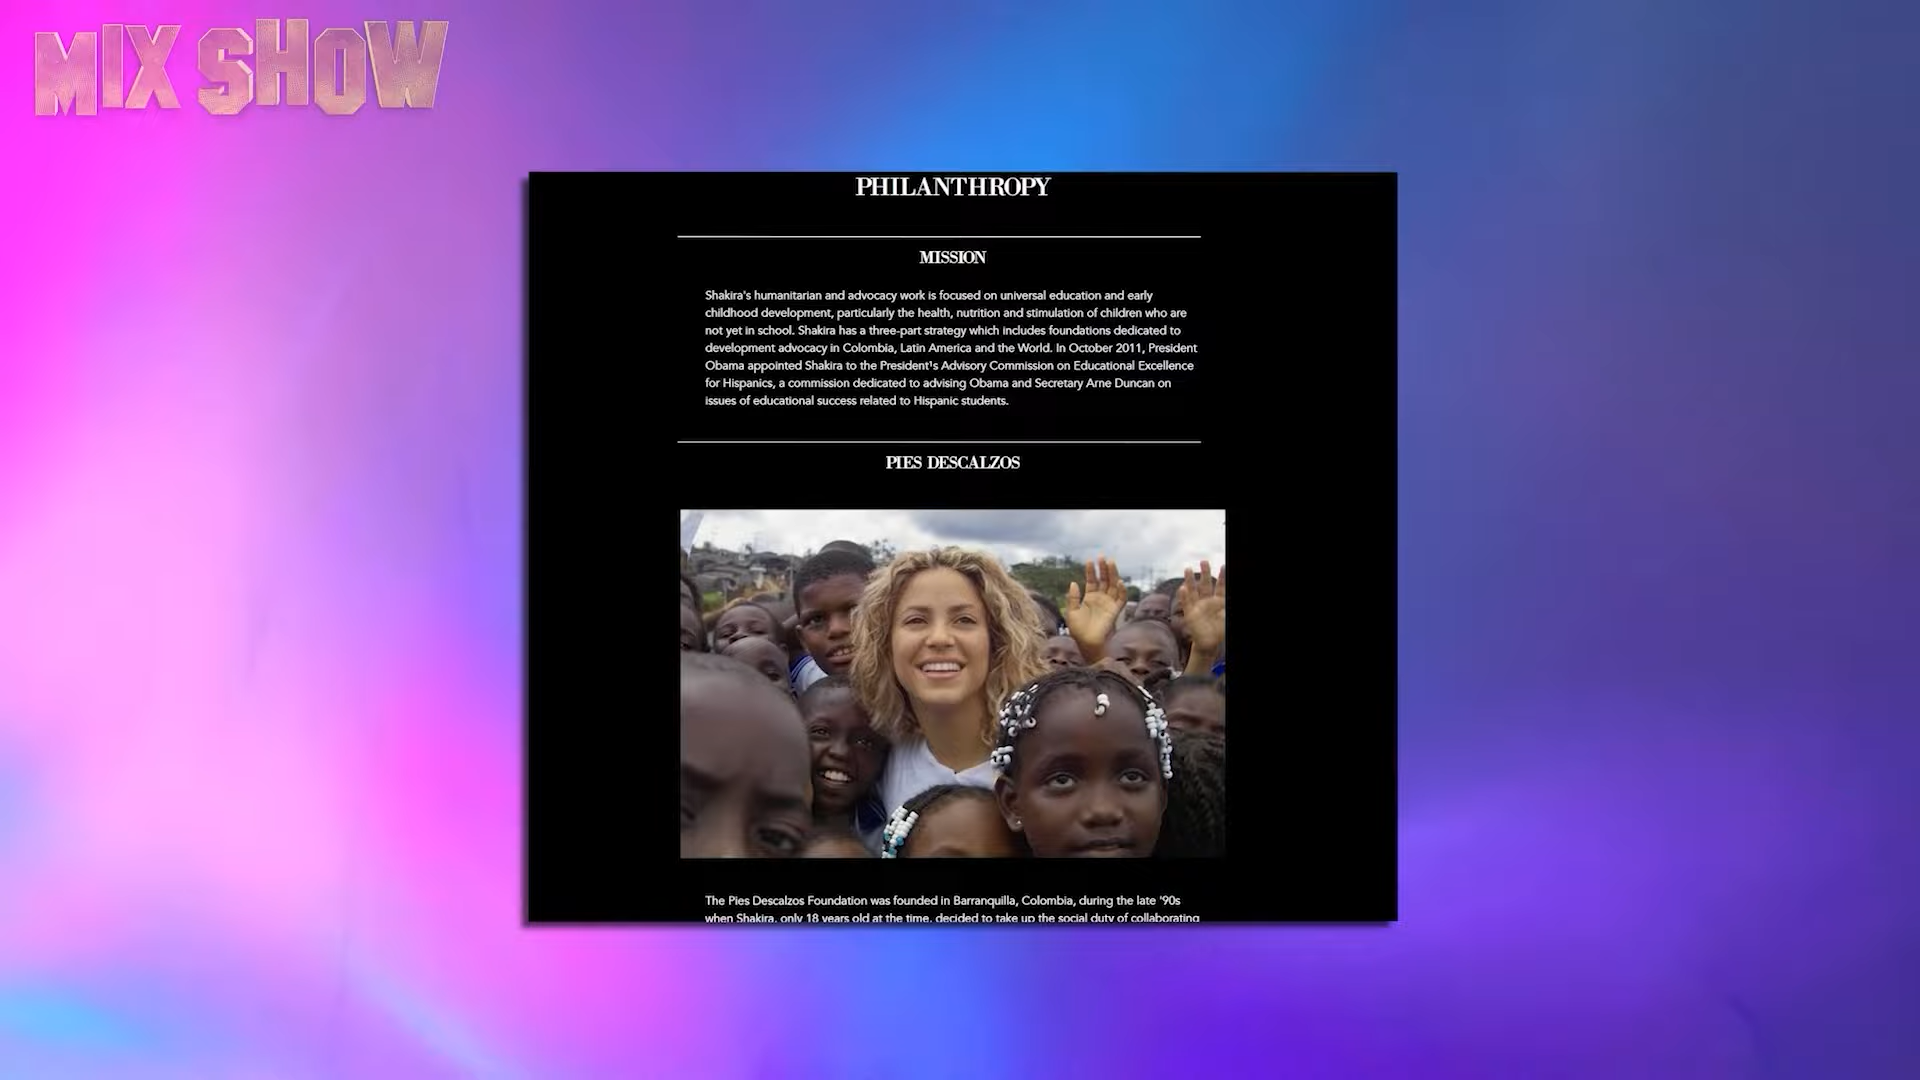 MIX SHOW
PHILANTHROPY
MISSION
Shakira's humanitarian and advocacy work is focused on universal education and early
childhood development, particularly the health, nutrition and stimulation of children who are
not yet in school. Shakira has a three-part strategy which includes foundations dedicated to
development advocacy in Colombia, Latin America and the World. In October 2011, President
Obama appointed Shakira to the President's Advisory Commission on Educational Excellence
for Hispanics, a commission dedicated to advising Obama and Secretary Arne Duncan on
issues of educational success related to Hispanic students.
PIES DESCALZOS
The Pies Descalzos Foundation was founded in Barranquilla, Colombia, during the late '90s
when Shakira, only 18 years old at the time, decided to take up the social duty of collaborating